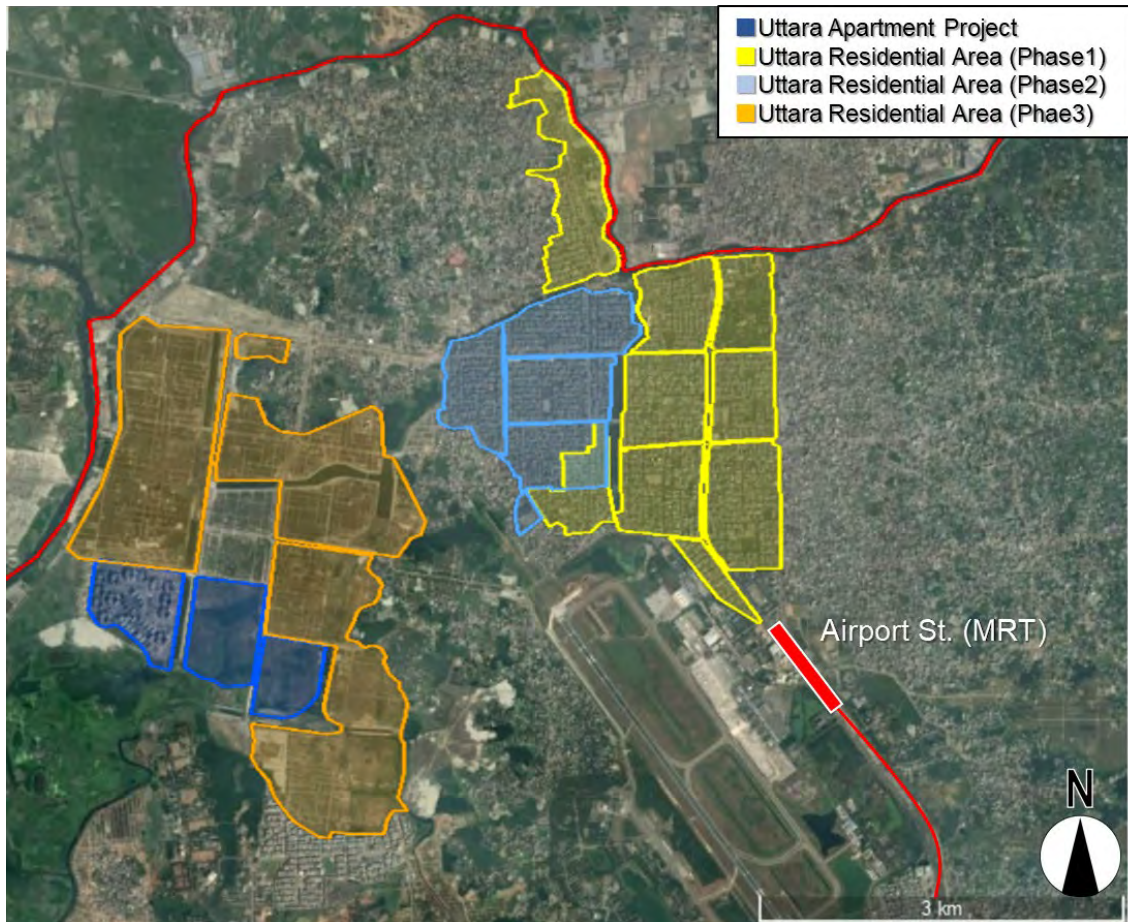 Uttara Apartment Project
Uttara Residential Area (Phase1)
Uttara Residential Area (Phase2)
Uttara Residential Area (Phae3)
Airport St. (MRT)
N
3 km